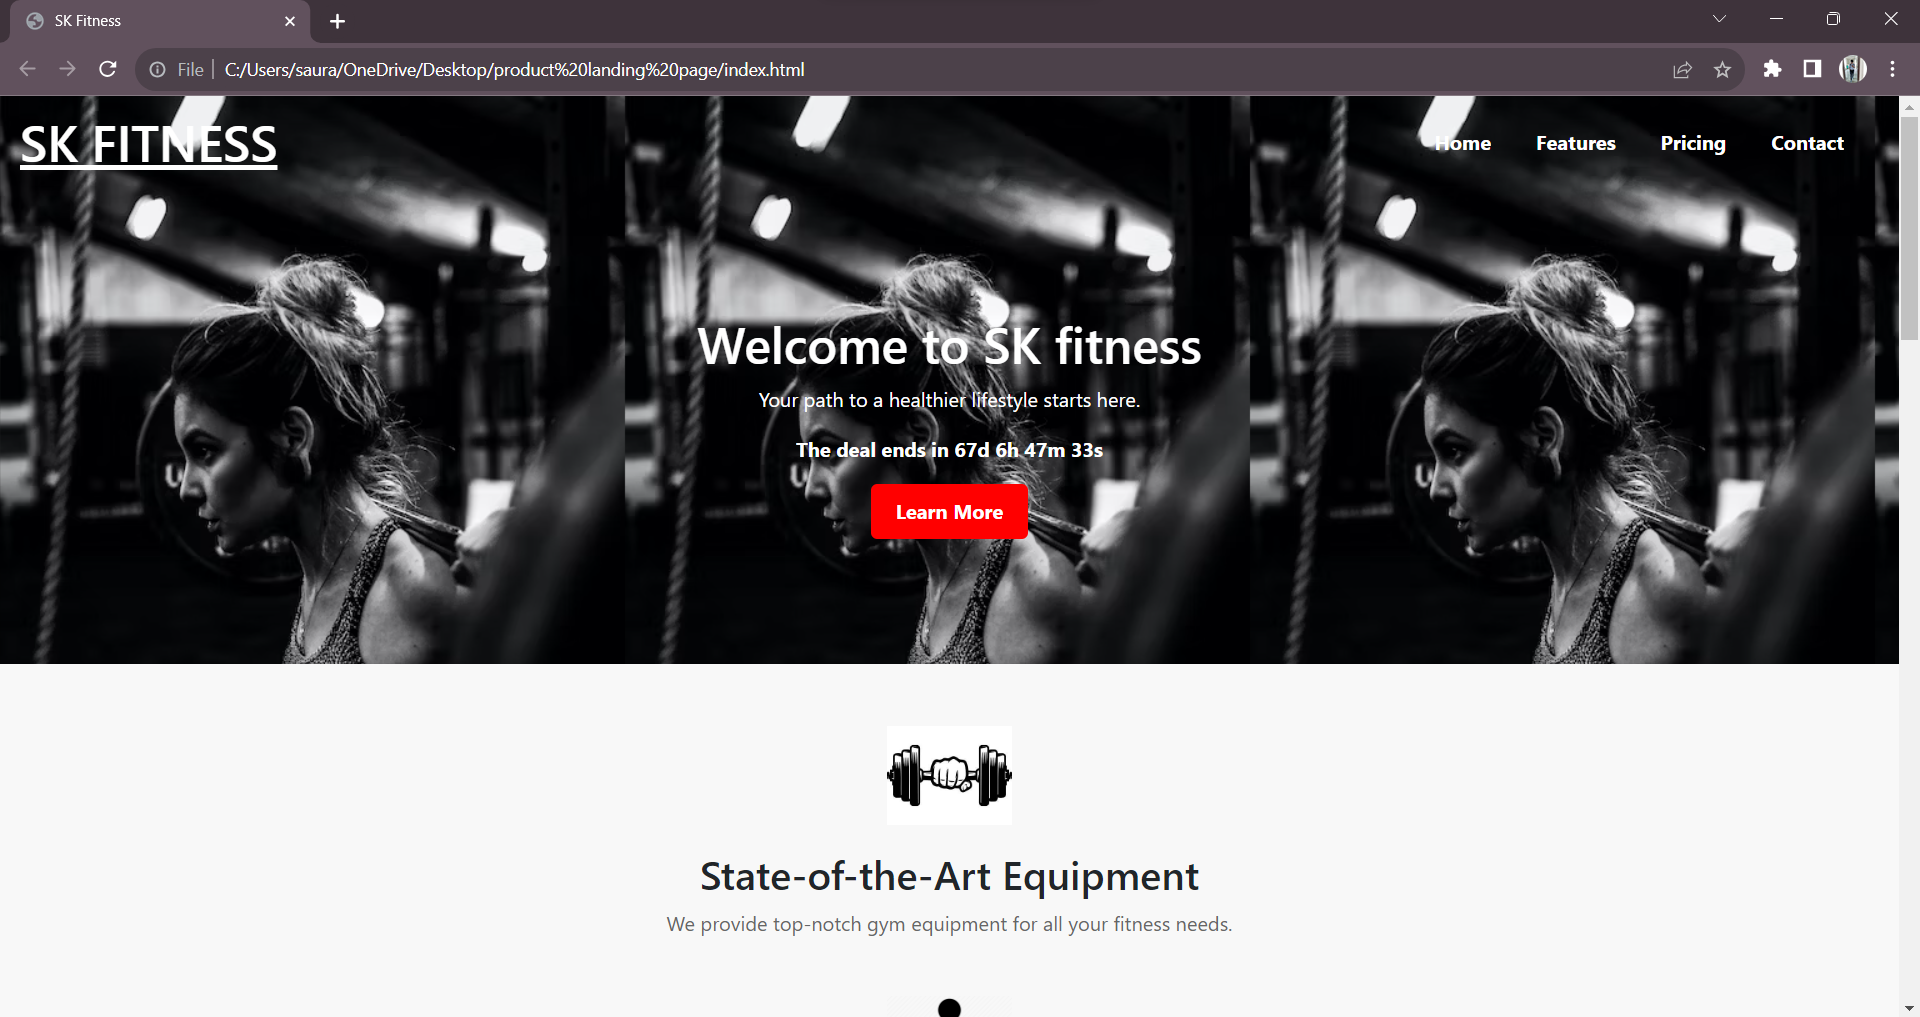 SK Fitness
File
C:/Users/saura/OneDrive/Desktop/product%20landing%20page/index.html
SK FITNESS
Home Features Pricing Contact
Welcome to SK fitness
Your path to a healthier lifestyle starts here.
The deal ends in 67d 6h 47m 33s
Learn More
State-of-the-Art Equipment
We provide top-notch gym equipment for all your fitness needs.